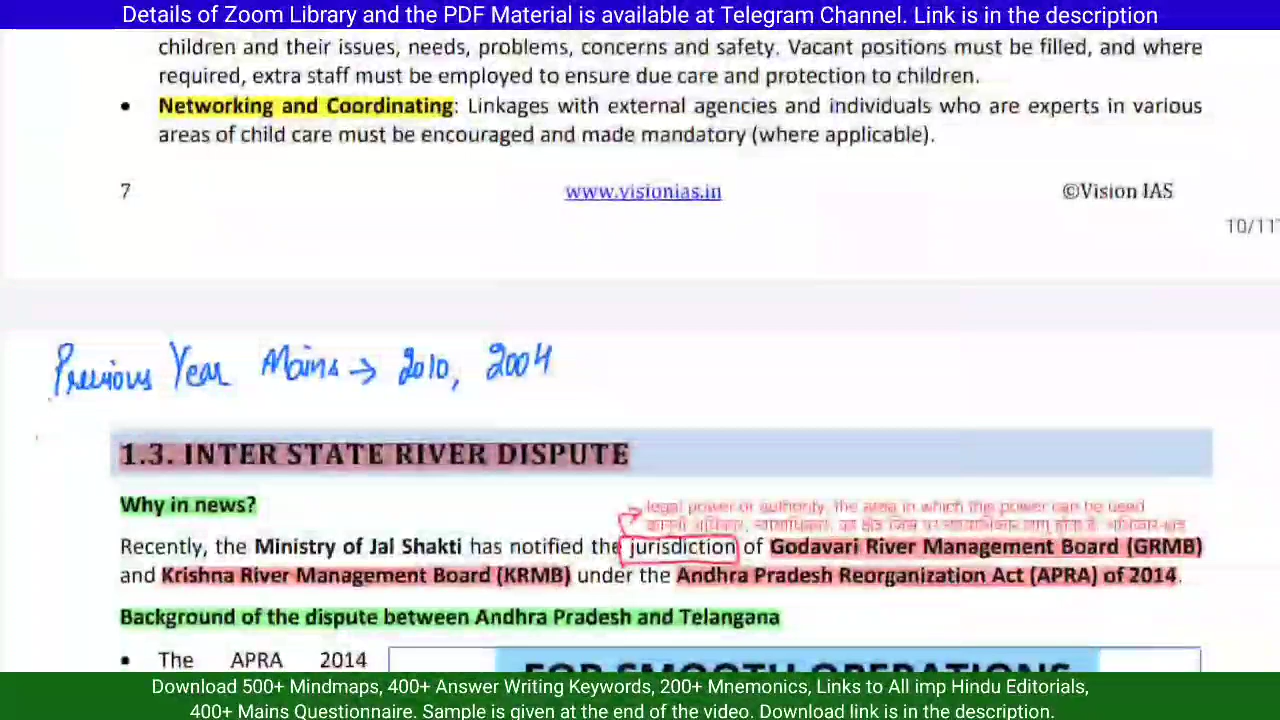 Details of Zoom Library and the PDF Material is available at Telegram Channel. Link is in the description
children and their issues, needs, problems, concerns and safety. Vacant positions must be filled, and where
required, extra staff must be employed to ensure due care and protection to children.
• Networking and Coordinating: Linkages with external agencies and individuals who are experts in various
areas of child care must be encouraged and made mandatory (where applicable).
7 www.visionias.in ©Vision IAS
10/11
Previous Year Mains → 2010, 2004
1.3. INTER STATE RIVER DISPUTE
Why in news?
legal power or authority, the area in which this power can be used
Recently, the Ministry of Jal Shakti has notified the jurisdiction of Godavari River Management Board (GRMB)
and Krishna River Management Board (KRMB) under the Andhra Pradesh Reorganization Act (APRA) of 2014.
Background of the dispute between Andhra Pradesh and Telangana
• The APRA 2014
FOR SMOOTH OPERATIONS
Download 500+ Mindmaps, 400+ Answer Writing Keywords, 200+ Mnemonics, Links to All imp Hindu Editorials,
400+ Mains Questionnaire. Sample is given at the end of the video. Download link is in the description.